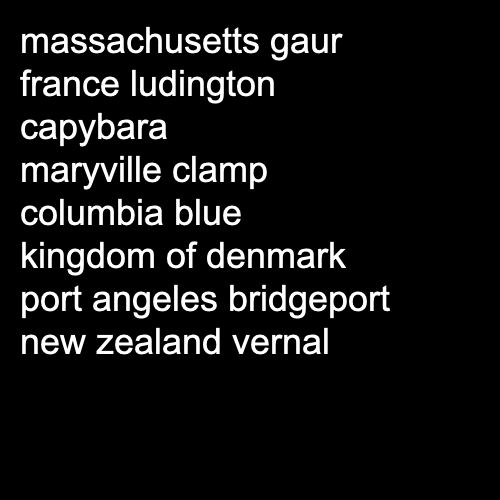 massachusetts gaur
france ludington
capybara
maryville clamp
columbia blue
kingdom of denmark
port angeles bridgeport
new zealand vernal